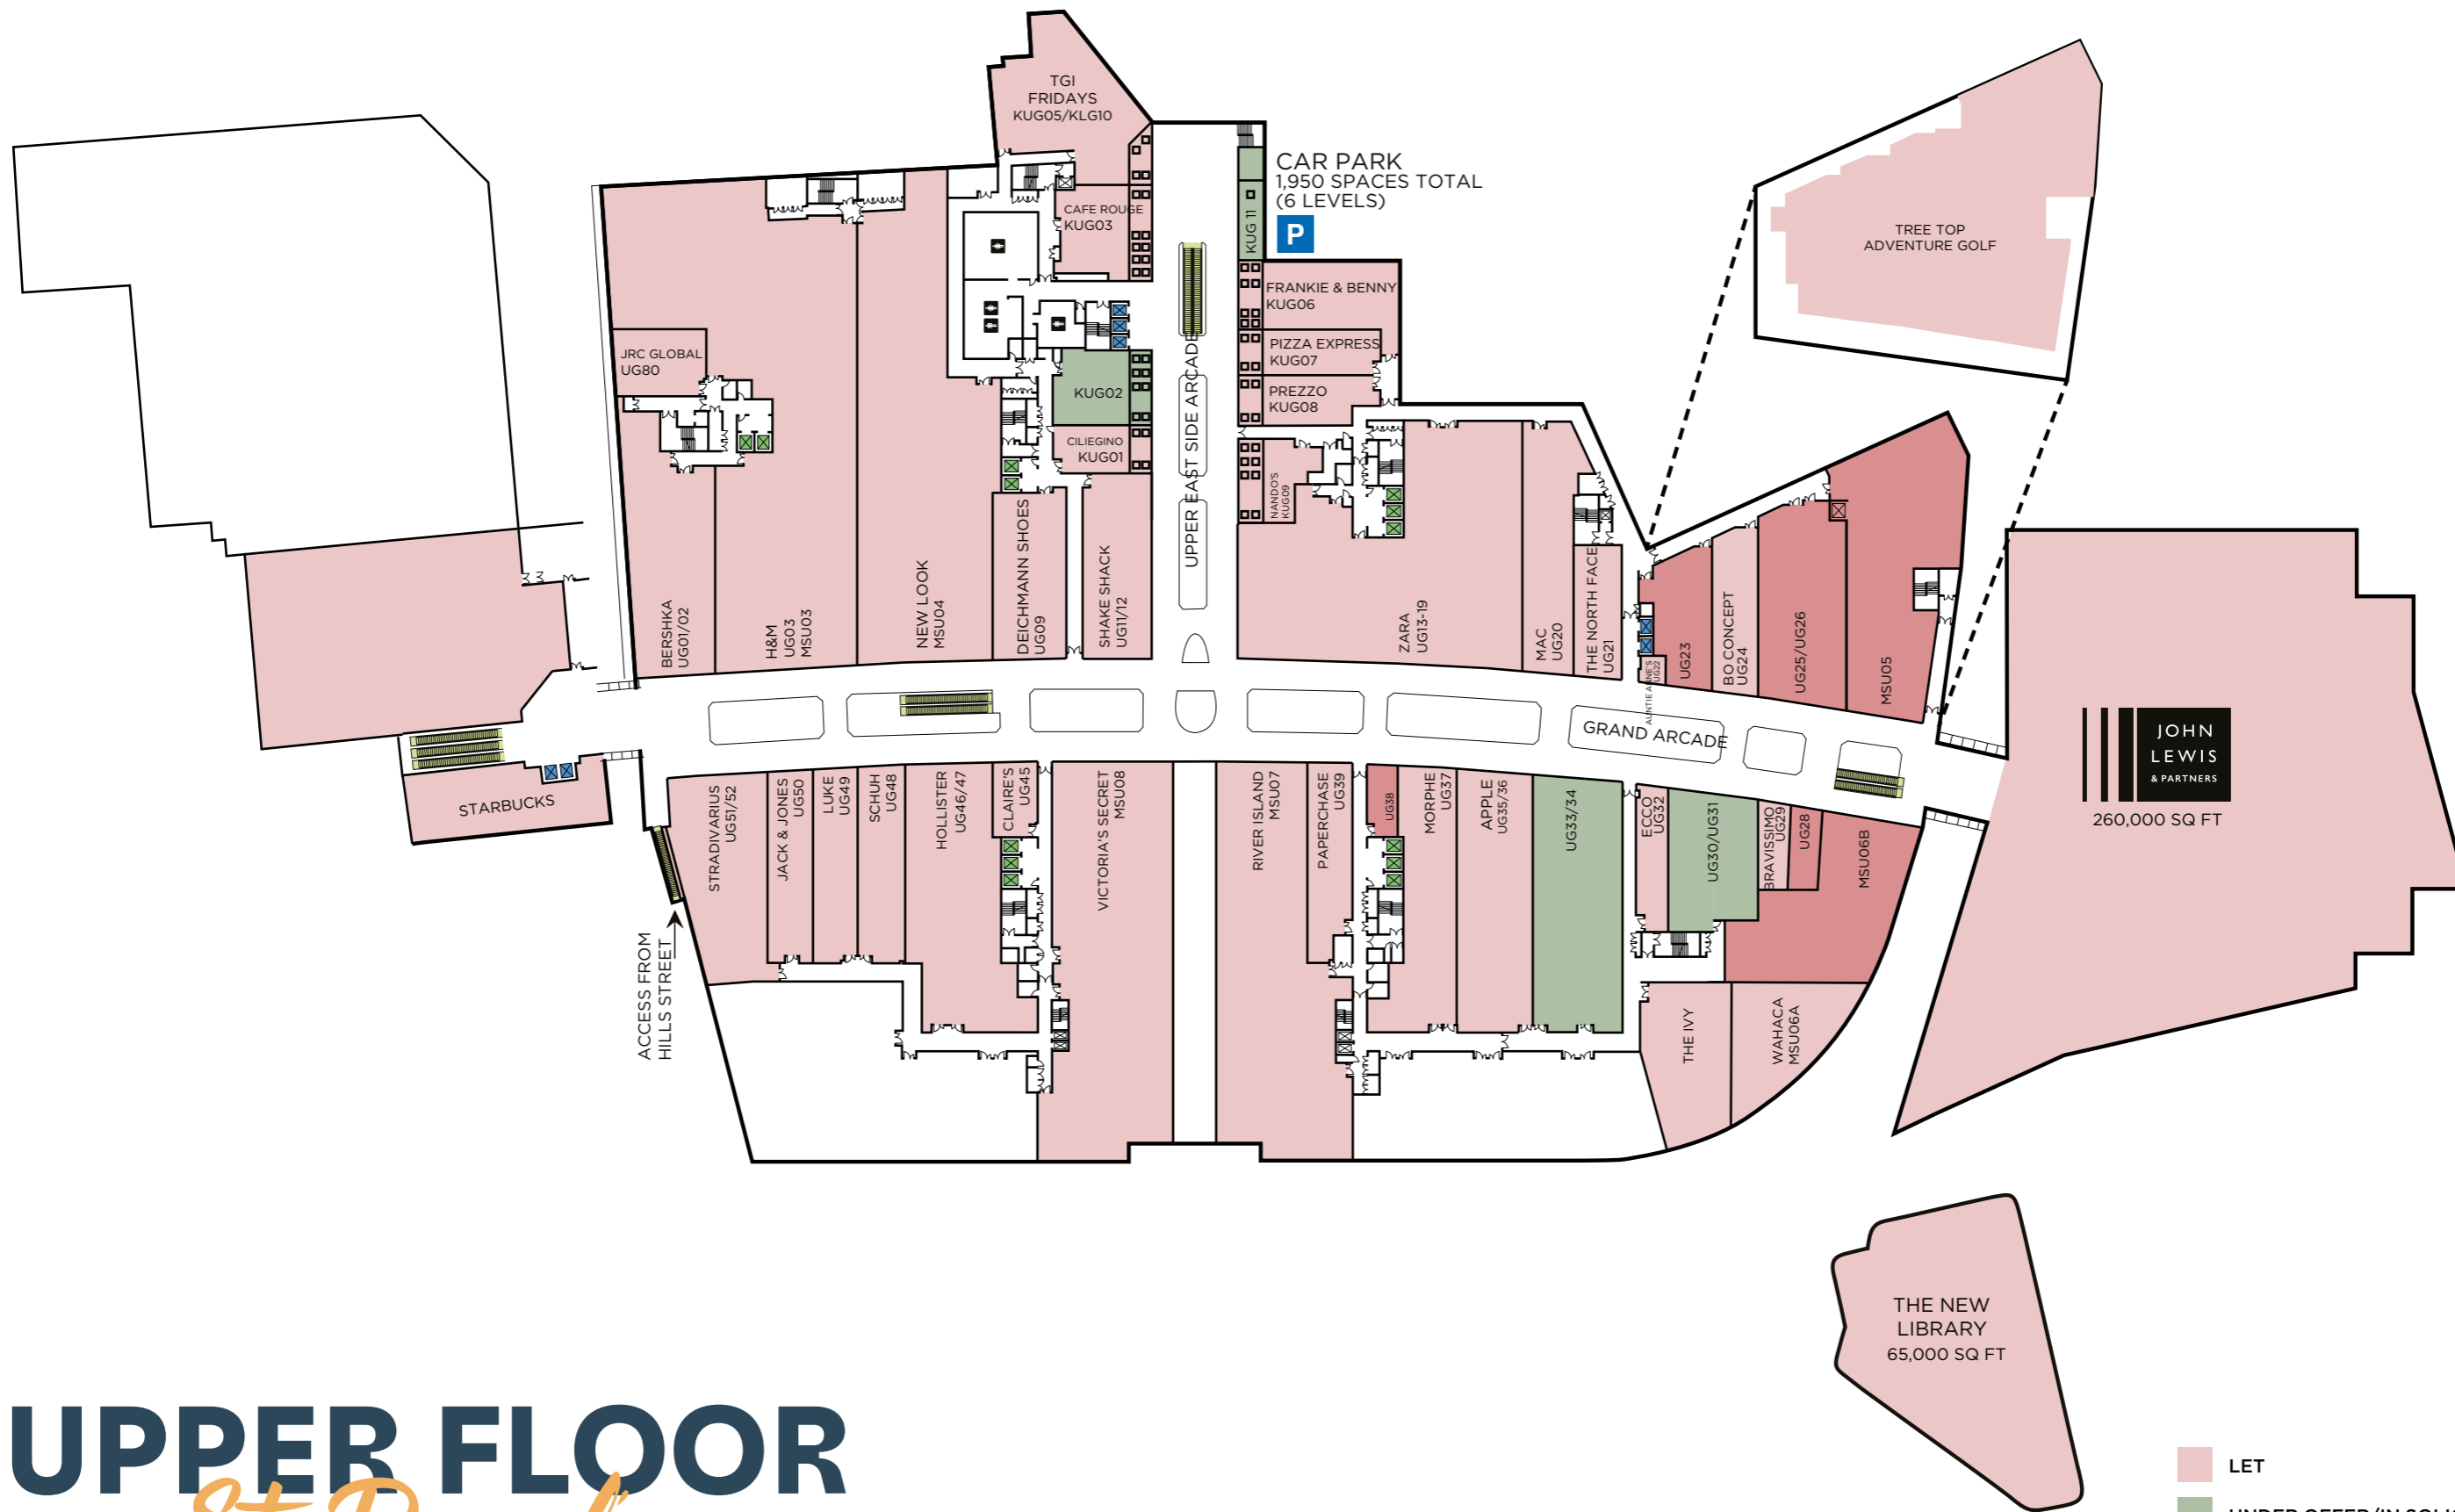 TGI
FRIDAYS
KUG05/KLG10
CAR PARK
1,950 SPACES TOTAL
(6 LEVELS)
P
CAFE ROUGE
KUG03
KUG 11
TREE TOP
ADVENTURE GOLF
FRANKIE & BENNY
KUG06
JRC GLOBAL
UG80
PIZZA EXPRESS
KUG07
KUG02
PREZZO
KUG08
CILIEGINO
KUG01
UPPER EAST SIDE ARCADE
NANDO'S
KUG09
BERSHKA
UG01/02
H&M
UG03
MSU03
NEW LOOK
MSU04
DEICHMANN SHOES
UG09
SHAKE SHACK
UG11/12
ZARA
UG13-19
MAC
UG20
THE NORTH FACE
UG21
AUNTIE ANNE'S
UG22
UG23
BO CONCEPT
UG24
UG25/UG26
MSU05
GRAND ARCADE
JOHN
LEWIS
& PARTNERS
260,000 SQ FT
STARBUCKS
STRADIVARIUS
UG51/52
JACK & JONES
UG50
LUKE
UG49
SCHUH
UG48
HOLLISTER
UG46/47
CLAIRE'S
UG45
VICTORIA'S SECRET
MSU08
RIVER ISLAND
MSU07
PAPERCHASE
UG39
UG38
MORPHE
UG37
APPLE
UG35/36
UG33/34
ECCO
UG32
UG30/UG31
BRAVISSIMO
UG29
UG28
MSU06B
ACCESS FROM
HILLS STREET
THE IVY
WAHACA
MSU06A
THE NEW
LIBRARY
65,000 SQ FT
UPPER FLOOR
LET